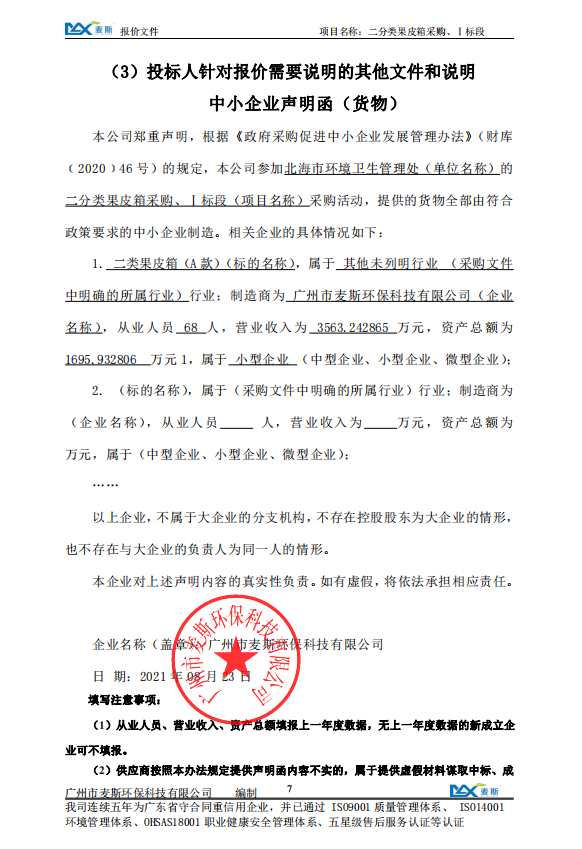 麦斯 报价文件 项目名称：二分类果皮箱采购、Ⅰ标段
（3）投标人针对报价需要说明的其他文件和说明
中小企业声明函（货物）
本公司郑重声明，根据《政府采购促进中小企业发展管理办法》（财库
﹝2020﹞46 号）的规定，本公司参加北海市环境卫生管理处（单位名称）的
二分类果皮箱采购、Ⅰ标段（项目名称）采购活动，提供的货物全部由符合
政策要求的中小企业制造。相关企业的具体情况如下：
1. 二类果皮箱（A 款）（标的名称），属于 其他未列明行业 （采购文件
中明确的所属行业）行业；制造商为 广州市麦斯环保科技有限公司（企业
名称），从业人员 68 人，营业收入为 3563.242865 万元，资产总额为
1695.932806 万元 1，属于 小型企业 （中型企业、小型企业、微型企业）；
2. （标的名称），属于（采购文件中明确的所属行业）行业；制造商为
（企业名称），从业人员_____ 人，营业收入为_____万元，资产总额为
万元，属于（中型企业、小型企业、微型企业）；
……
以上企业，不属于大企业的分支机构，不存在控股股东为大企业的情形，
也不存在与大企业的负责人为同一人的情形。
本企业对上述声明内容的真实性负责。如有虚假，将依法承担相应责任。
企业名称（盖章）：广州市麦斯环保科技有限公司
日 期：2021 年 08 月 23 日
广州市麦斯环保科技有限公司
填写注意事项：
（1）从业人员、营业收入、资产总额填报上一年度数据，无上一年度数据的新成立企
业可不填报。
（2）供应商按照本办法规定提供声明函内容不实的，属于提供虚假材料谋取中标、成
广州市麦斯环保科技有限公司 编制 7 麦斯
我司连续五年为广东省守合同重信用企业，并已通过 ISO9001 质量管理体系、 ISO14001
环境管理体系、OHSAS18001 职业健康安全管理体系、五星级售后服务认证等认证